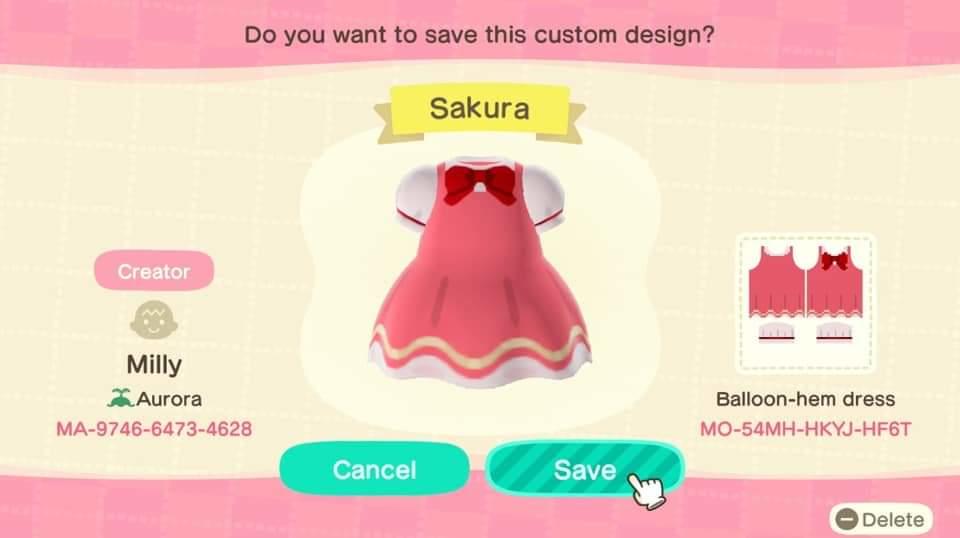 Do you want to save this custom design?
Sakura
Creator
Milly
Aurora
MA-9746-6473-4628
Balloon-hem dress
MO-54MH-HKYJ-HF6T
Cancel
Save
Delete